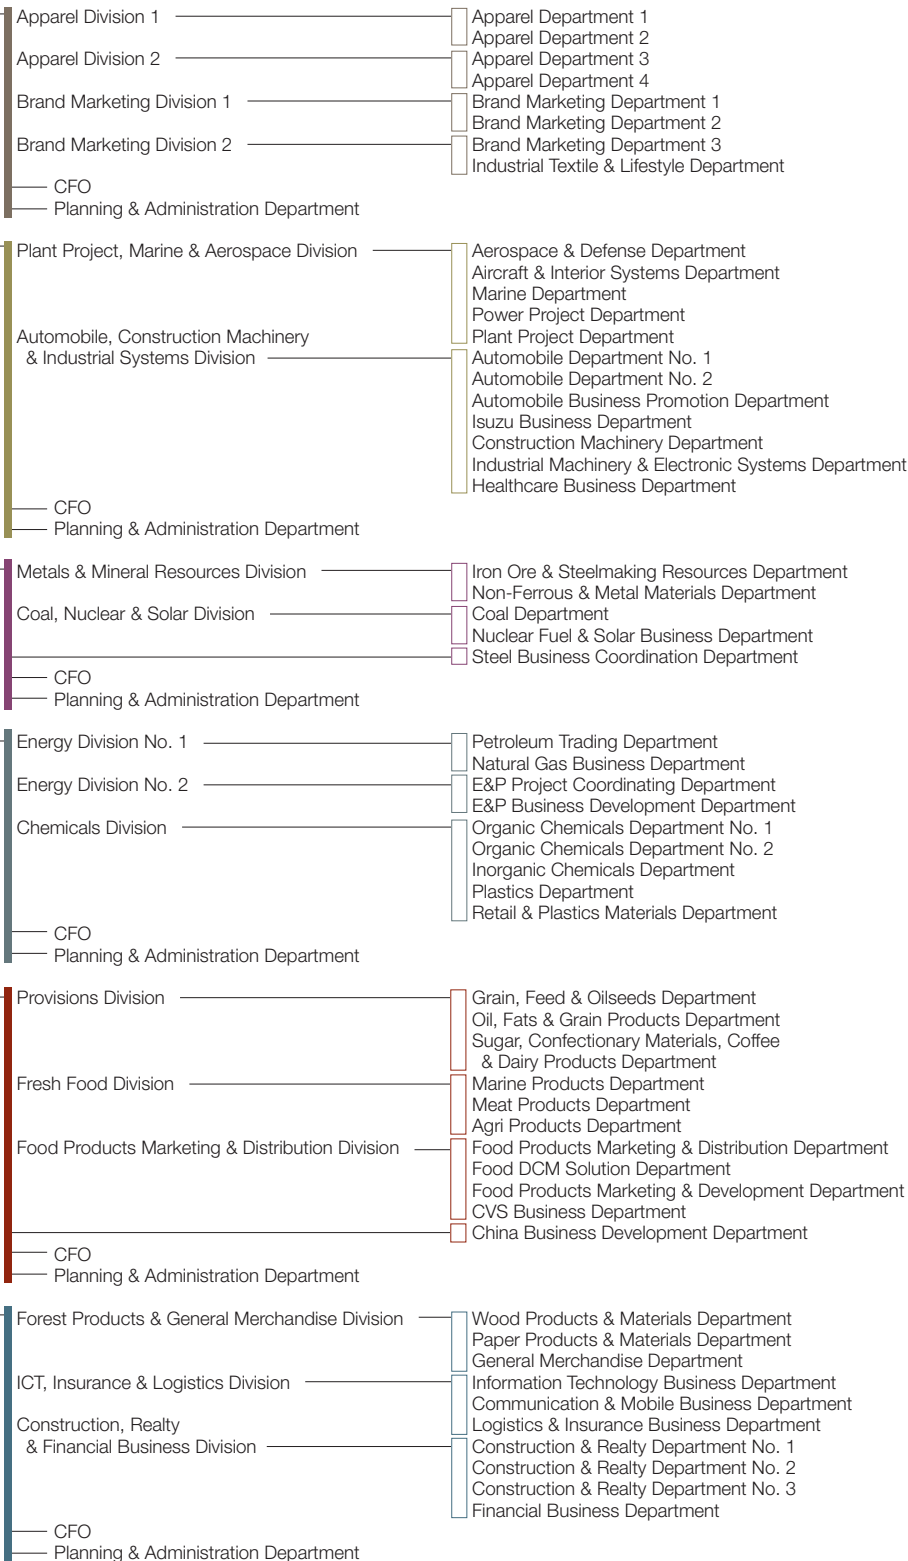 Apparel Division 1
Apparel Department 1
Apparel Department 2
Apparel Division 2
Apparel Department 3
Apparel Department 4
Brand Marketing Division 1
Brand Marketing Department 1
Brand Marketing Department 2
Brand Marketing Division 2
Brand Marketing Department 3
Industrial Textile & Lifestyle Department
CFO
Planning & Administration Department
Plant Project, Marine & Aerospace Division
Aerospace & Defense Department
Aircraft & Interior Systems Department
Marine Department
Power Project Department
Plant Project Department
Automobile, Construction Machinery
& Industrial Systems Division
Automobile Department No. 1
Automobile Department No. 2
Automobile Business Promotion Department
Isuzu Business Department
Construction Machinery Department
Industrial Machinery & Electronic Systems Department
Healthcare Business Department
CFO
Planning & Administration Department
Metals & Mineral Resources Division
Iron Ore & Steelmaking Resources Department
Non-Ferrous & Metal Materials Department
Coal, Nuclear & Solar Division
Coal Department
Nuclear Fuel & Solar Business Department
Steel Business Coordination Department
CFO
Planning & Administration Department
Energy Division No. 1
Petroleum Trading Department
Natural Gas Business Department
Energy Division No. 2
E&P Project Coordinating Department
E&P Business Development Department
Chemicals Division
Organic Chemicals Department No. 1
Organic Chemicals Department No. 2
Inorganic Chemicals Department
Plastics Department
Retail & Plastics Materials Department
CFO
Planning & Administration Department
Provisions Division
Grain, Feed & Oilseeds Department
Oil, Fats & Grain Products Department
Sugar, Confectionary Materials, Coffee
& Dairy Products Department
Fresh Food Division
Marine Products Department
Meat Products Department
Agri Products Department
Food Products Marketing & Distribution Division
Food Products Marketing & Distribution Department
Food DCM Solution Department
Food Products Marketing & Development Department
CVS Business Department
China Business Development Department
CFO
Planning & Administration Department
Forest Products & General Merchandise Division
Wood Products & Materials Department
Paper Products & Materials Department
General Merchandise Department
ICT, Insurance & Logistics Division
Information Technology Business Department
Communication & Mobile Business Department
Logistics & Insurance Business Department
Construction, Realty
& Financial Business Division
Construction & Realty Department No. 1
Construction & Realty Department No. 2
Construction & Realty Department No. 3
Financial Business Department
CFO
Planning & Administration Department